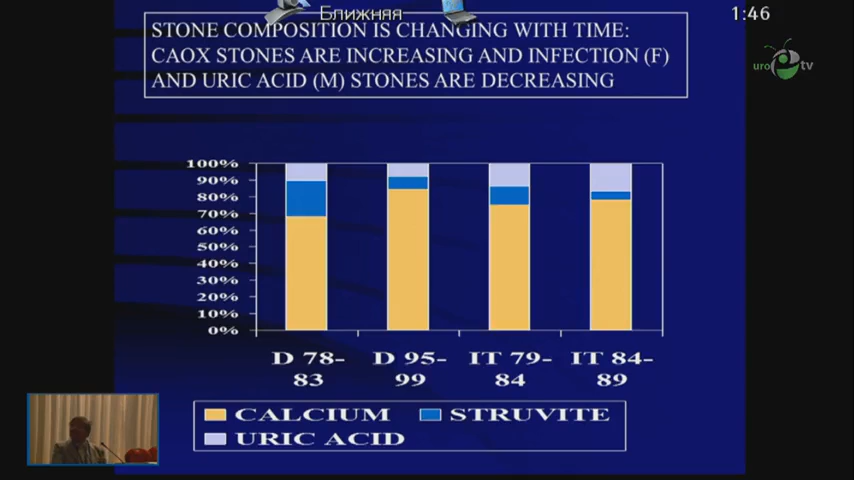 Ближняя
1:46
uro tv
STONE COMPOSITION IS CHANGING WITH TIME:
CAOX STONES ARE INCREASING AND INFECTION (F)
AND URIC ACID (M) STONES ARE DECREASING
100%
90%
80%
70%
60%
50%
40%
30%
20%
10%
0%
D 78-
83
D 95-
99
IT 79-
84
IT 84-
89
CALCIUM
STRUVITE
URIC ACID